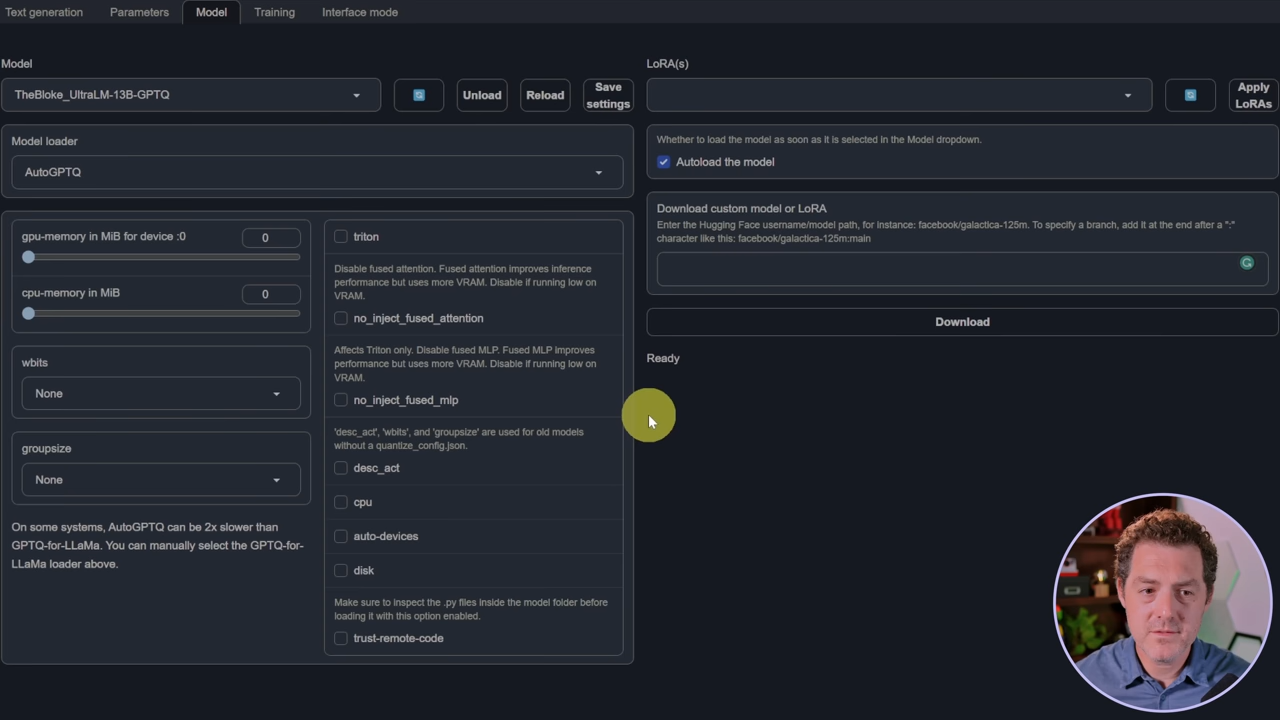 Text generation
Parameters
Model
Training
Interface mode
Model
TheBloke_UltraLM-13B-GPTQ
Unload
Reload
Save
settings
Model loader
AutoGPTQ
gpu-memory in MiB for device :0
0
cpu-memory in MiB
0
wbits
None
groupsize
None
On some systems, AutoGPTQ can be 2x slower than
GPTQ-for-LLaMa. You can manually select the GPTQ-for-
LLaMa loader above.
triton
Disable fused attention. Fused attention improves inference
performance but uses more VRAM. Disable if running low on
VRAM.
no_inject_fused_attention
Affects Triton only. Disable fused MLP. Fused MLP improves
performance but uses more VRAM. Disable if running low on
VRAM.
no_inject_fused_mlp
'desc_act', 'wbits', and 'groupsize' are used for old models
without a quantize_config.json.
desc_act
cpu
auto-devices
disk
Make sure to inspect the .py files inside the model folder before
loading it with this option enabled.
trust-remote-code
LoRA(s)
Apply
LoRAs
Whether to load the model as soon as it is selected in the Model dropdown.
Autoload the model
Download custom model or LoRA
Enter the Hugging Face username/model path, for instance: facebook/galactica-125m. To specify a branch, add it at the end after a ":"
character like this: facebook/galactica-125m:main
Download
Ready